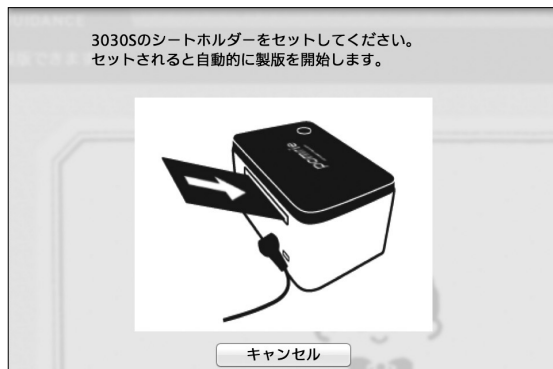 GUIDANCE
3030Sのシートホルダーをセットしてください。
セットされると自動的に製版を開始します。
pomrie
キャンセル